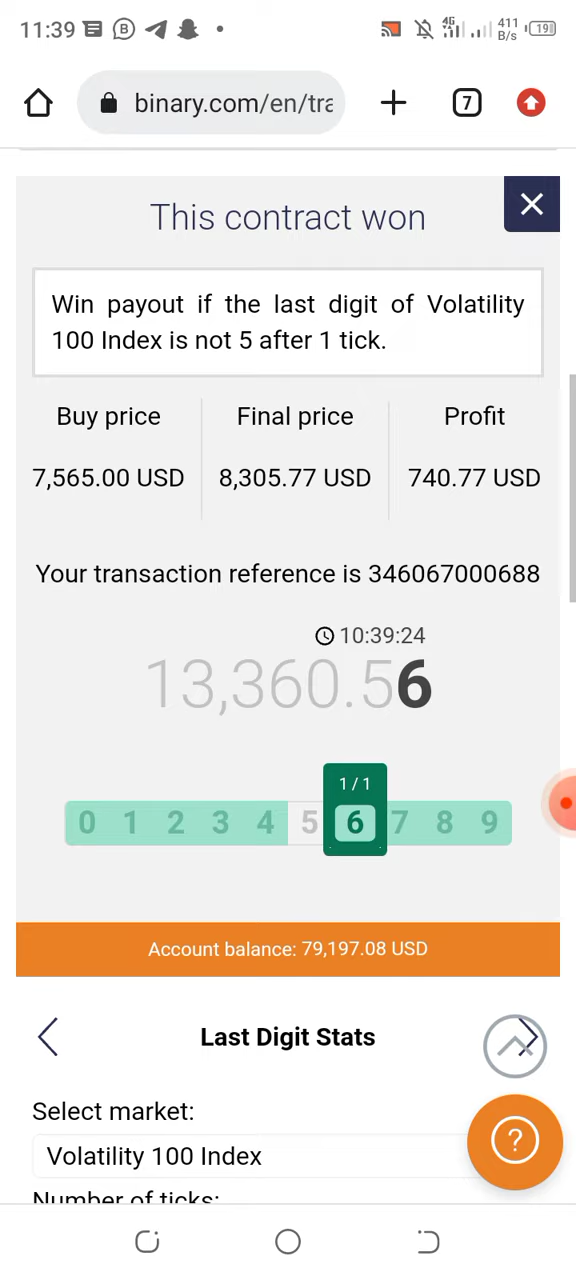 11:39 B 4G 411 B/s 19
binary.com/en/tra 7
This contract won
Win payout if the last digit of Volatility
100 Index is not 5 after 1 tick.
Buy price Final price Profit
7,565.00 USD 8,305.77 USD 740.77 USD
Your transaction reference is 346067000688
10:39:24
13,360.56
1 / 1
0 1 2 3 4 5 6 7 8 9
Account balance: 79,197.08 USD
Last Digit Stats
Select market:
Volatility 100 Index
?
Number of ticks: